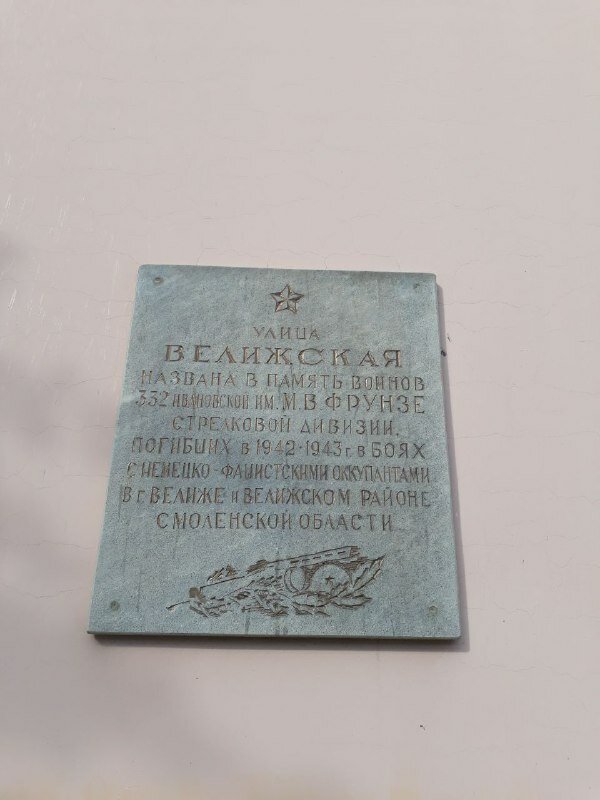 УЛИЦА
ВЕЛИЖСКАЯ
НАЗВАНА В ПАМЯТЬ ВОИНОВ
332 ИВАНОВСКОЙ ИМ. М.В.ФРУНЗЕ
СТРЕЛКОВОЙ ДИВИЗИИ,
ПОГИБШИХ В 1942-1943 г. В БОЯХ
С НЕМЕЦКО-ФАШИСТСКИМИ ОККУПАНТАМИ
В г. ВЕЛИЖЕ И ВЕЛИЖСКОМ РАЙОНЕ
СМОЛЕНСКОЙ ОБЛАСТИ